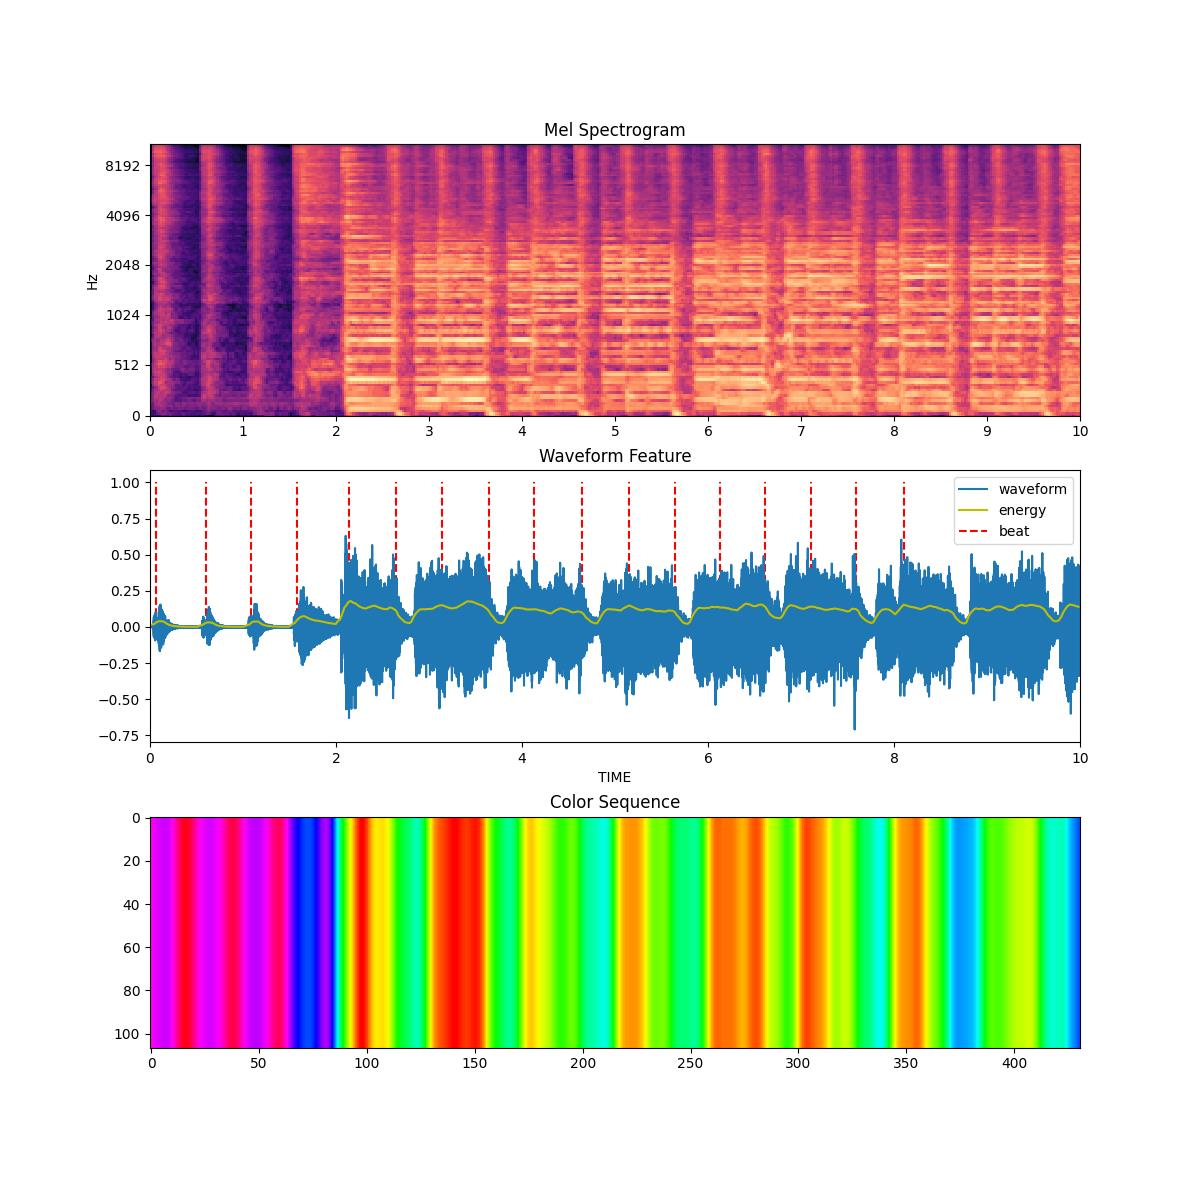 Mel Spectrogram
8192
4096
2048
1024
512
0
Hz
0 1 2 3 4 5 6 7 8 9 10
Waveform Feature
1.00
0.75
0.50
0.25
0.00
−0.25
−0.50
−0.75
waveform
energy
beat
0 2 4 6 8 10
TIME
Color Sequence
0
20
40
60
80
100
0 50 100 150 200 250 300 350 400